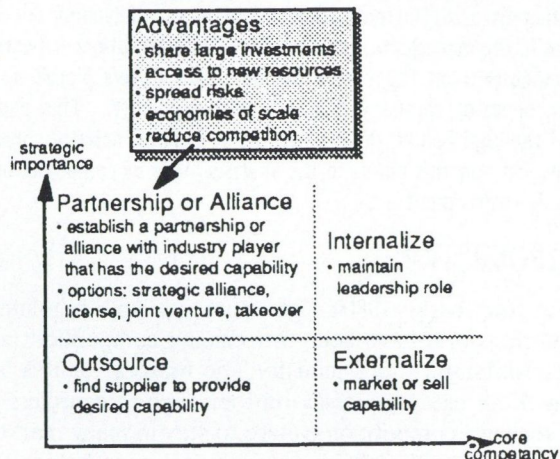 Advantages
• share large investments
• access to new resources
• spread risks
• economies of scale
• reduce competition
strategic
importance
Partnership or Alliance
• establish a partnership or
alliance with industry player
that has the desired capability
• options: strategic alliance,
license, joint venture, takeover
Internalize
• maintain
leadership role
Outsource
• find supplier to provide
desired capability
Externalize
• market or sell
capability
core
competency